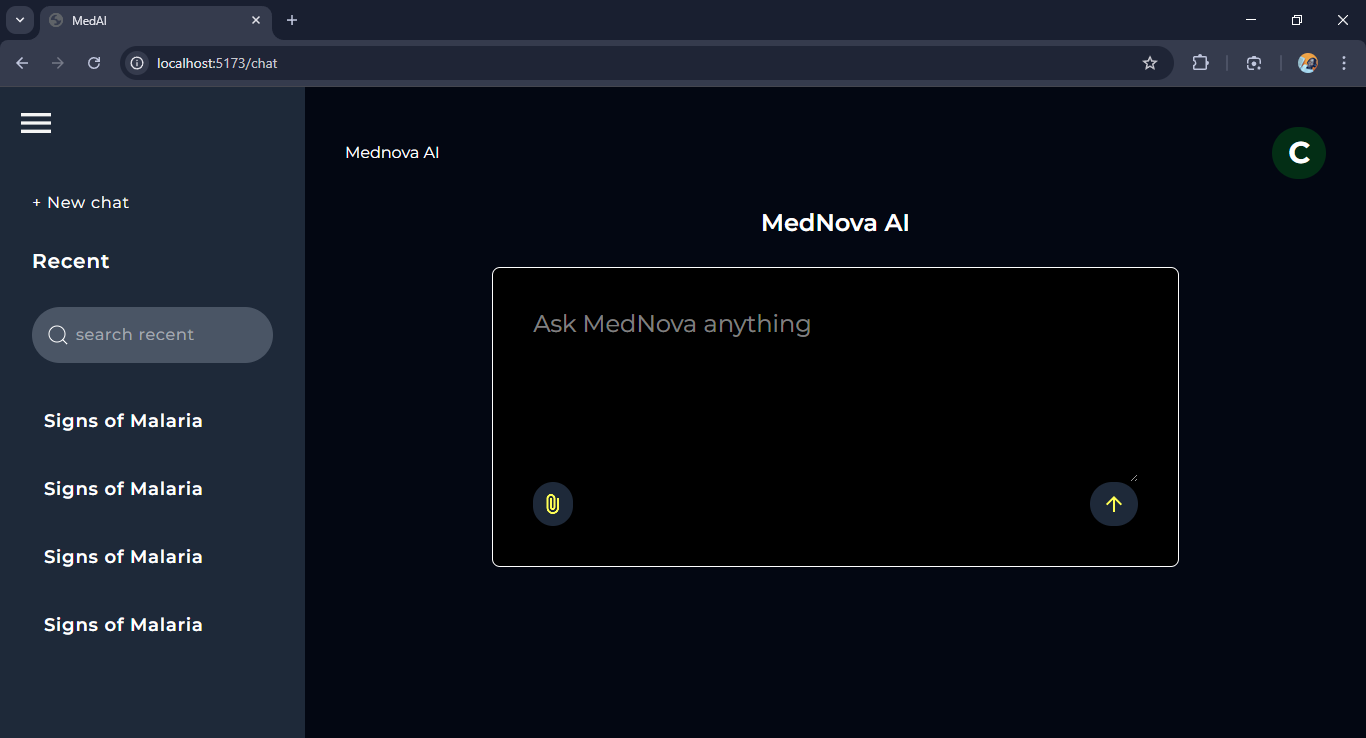 MedAI
localhost:5173/chat
Mednova AI
C
+ New chat
MedNova AI
Recent
search recent
Ask MedNova anything
Signs of Malaria
Signs of Malaria
Signs of Malaria
Signs of Malaria